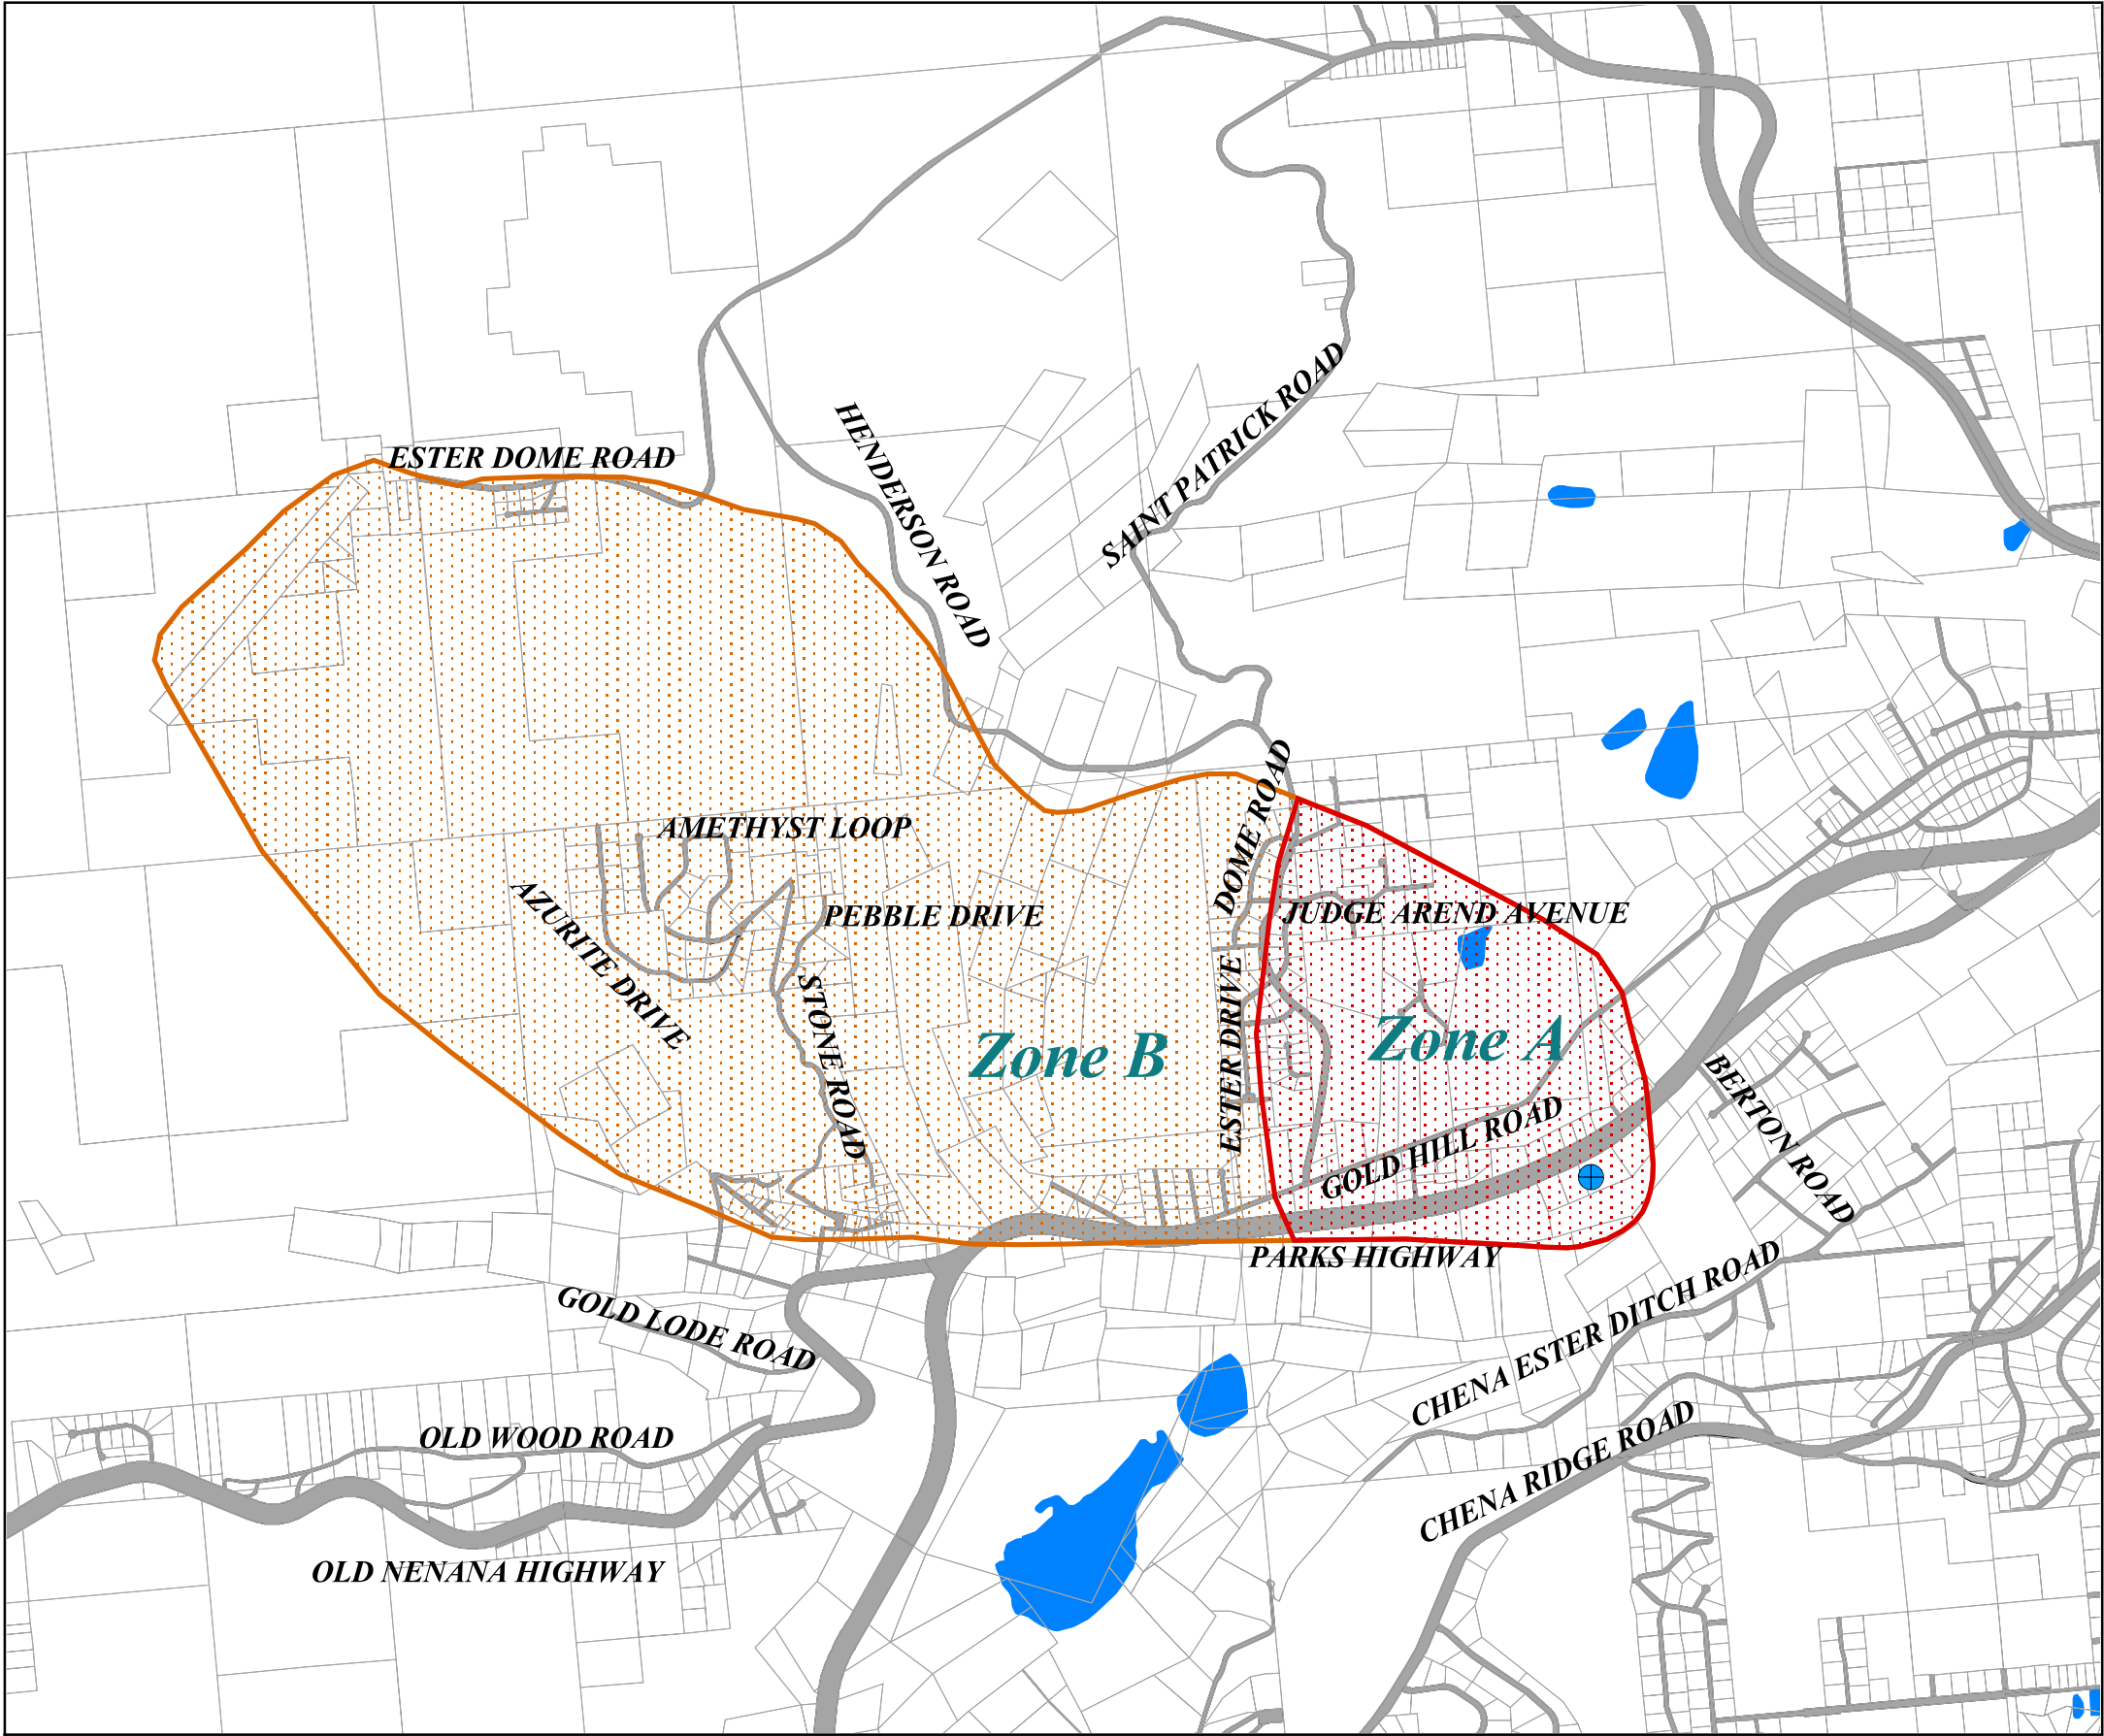 ESTER DOME ROAD
HENDERSON ROAD
SAINT PATRICK ROAD
AMETHYST LOOP
AZURITE DRIVE
PEBBLE DRIVE
STONE ROAD
DOME ROAD
ESTER DRIVE
JUDGE AREND AVENUE
Zone B
Zone A
GOLD HILL ROAD
BERTON ROAD
PARKS HIGHWAY
GOLD LODE ROAD
CHENA ESTER DITCH ROAD
CHENA RIDGE ROAD
OLD WOOD ROAD
OLD NENANA HIGHWAY